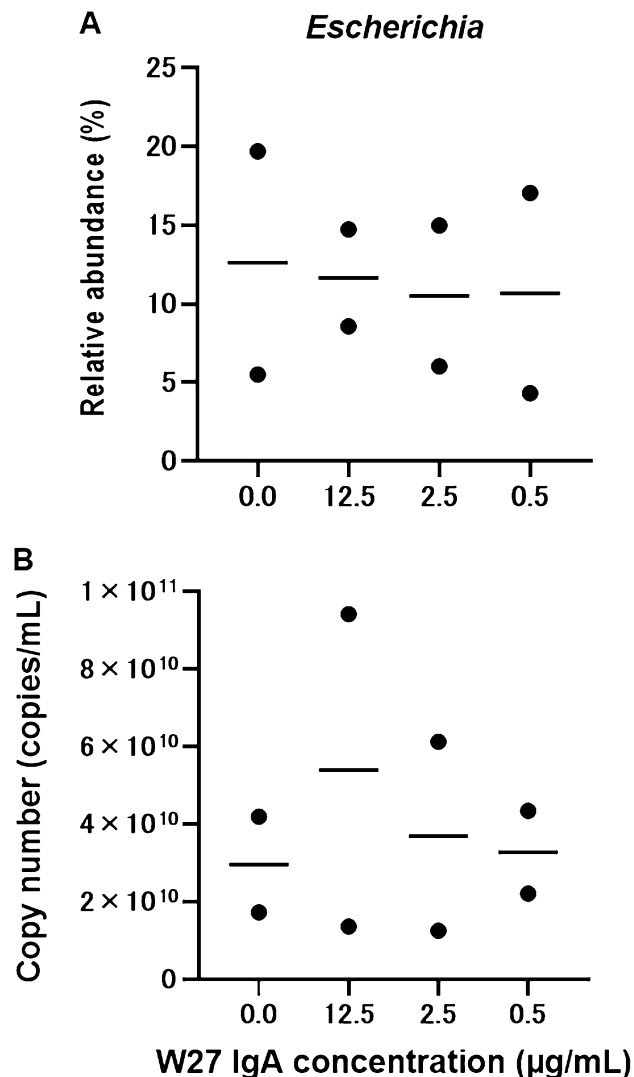 A
Escherichia
Relative abundance (%)
25
20
15
10
5
0
0.0 12.5 2.5 0.5
B
Copy number (copies/mL)
1×10¹¹
8×10¹⁰
6×10¹⁰
4×10¹⁰
2×10¹⁰
0
0.0 12.5 2.5 0.5
W27 IgA concentration (μg/mL)